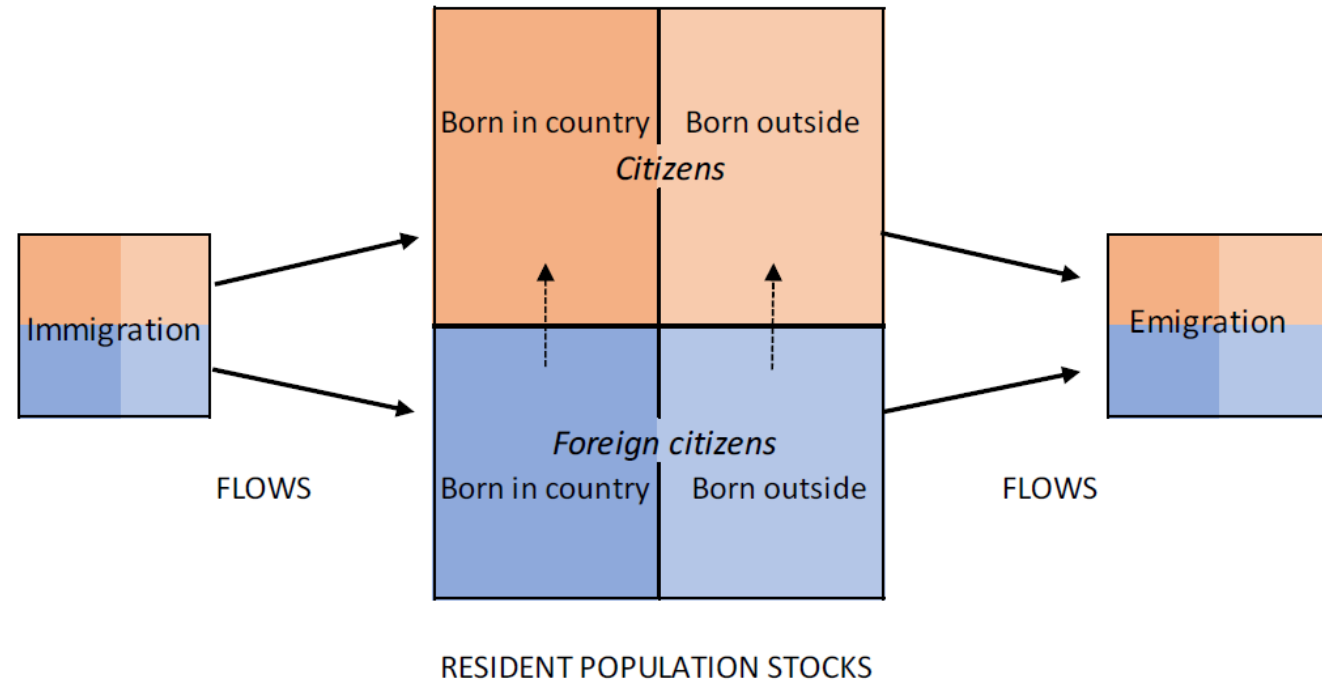 Born in country
Born outside
Citizens
Immigration
Emigration
Foreign citizens
Born in country
Born outside
FLOWS
FLOWS
RESIDENT POPULATION STOCKS